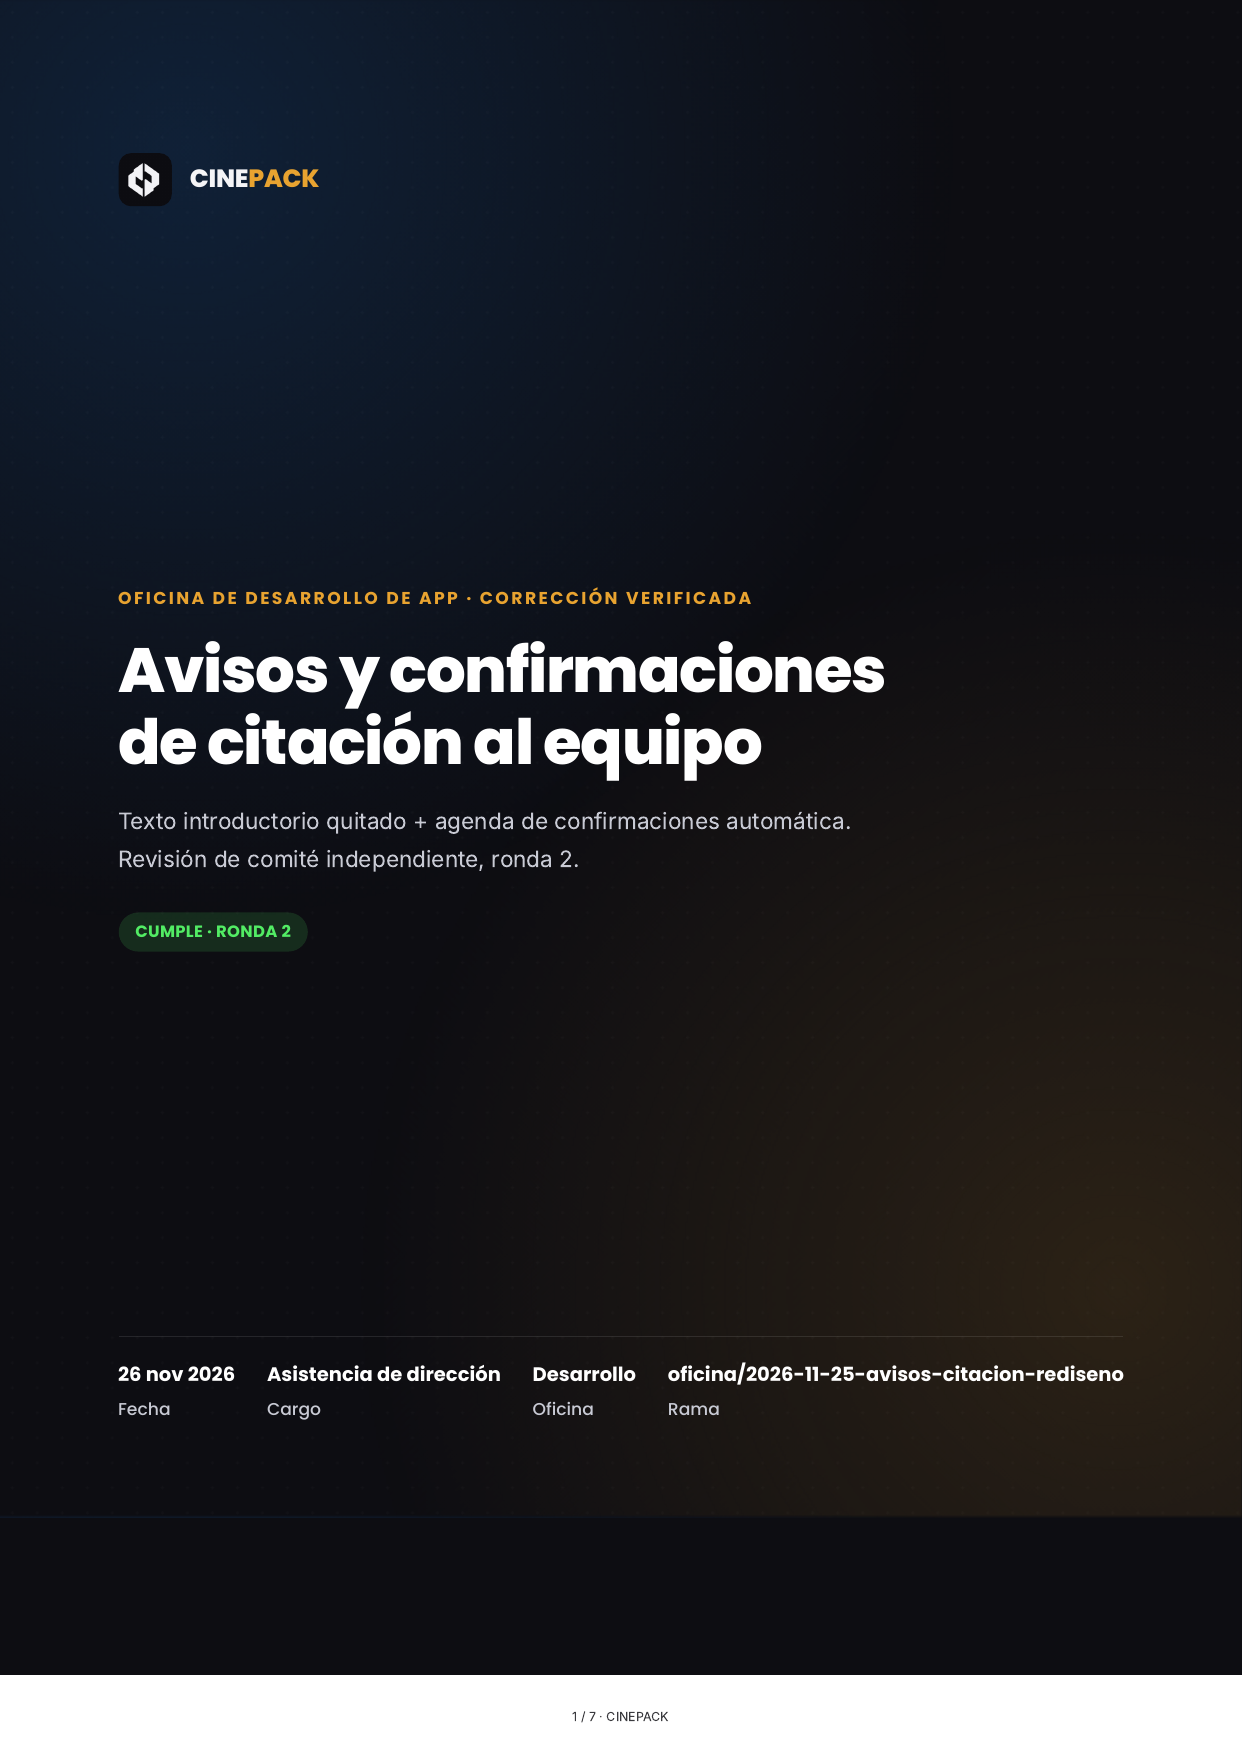 CINEPACK
OFICINA DE DESARROLLO DE APP · CORRECCIÓN VERIFICADA
Avisos y confirmaciones
de citación al equipo
Texto introductorio quitado + agenda de confirmaciones automática.
Revisión de comité independiente, ronda 2.
CUMPLE · RONDA 2
26 nov 2026 Asistencia de dirección Desarrollo oficina/2026-11-25-avisos-citacion-rediseno
Fecha Cargo Oficina Rama
1 / 7 · CINEPACK